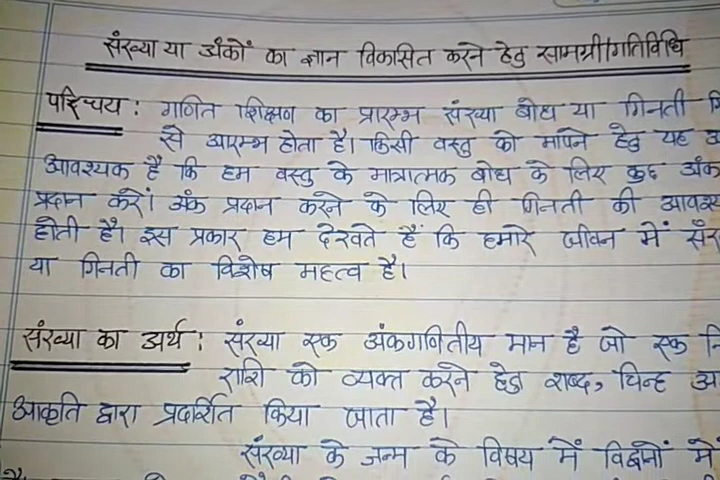 संख्या या अंकों का ज्ञान विकसित करने हेतु सामग्री/गतिविधि
परिचय : गणित शिक्षण का प्रारम्भ संख्या बोध या गिनती
से आरम्भ होता है। किसी वस्तु को मापने हेतु यह
आवश्यक है कि हम वस्तु के मात्रात्मक बोध के लिए कुछ अंक
प्रदान करें। अंक प्रदान करने के लिए ही गिनती की
होती है। इस प्रकार हम देखते हैं कि हमारे जीवन में
या गिनती का विशेष महत्व है।
संख्या का अर्थ : संख्या एक अंकगणितीय मान है जो एक
राशि को व्यक्त करने हेतु शब्द, चिन्ह
आकृति द्वारा प्रदर्शित किया जाता है।
संख्या के जन्म के विषय में विद्वानों में